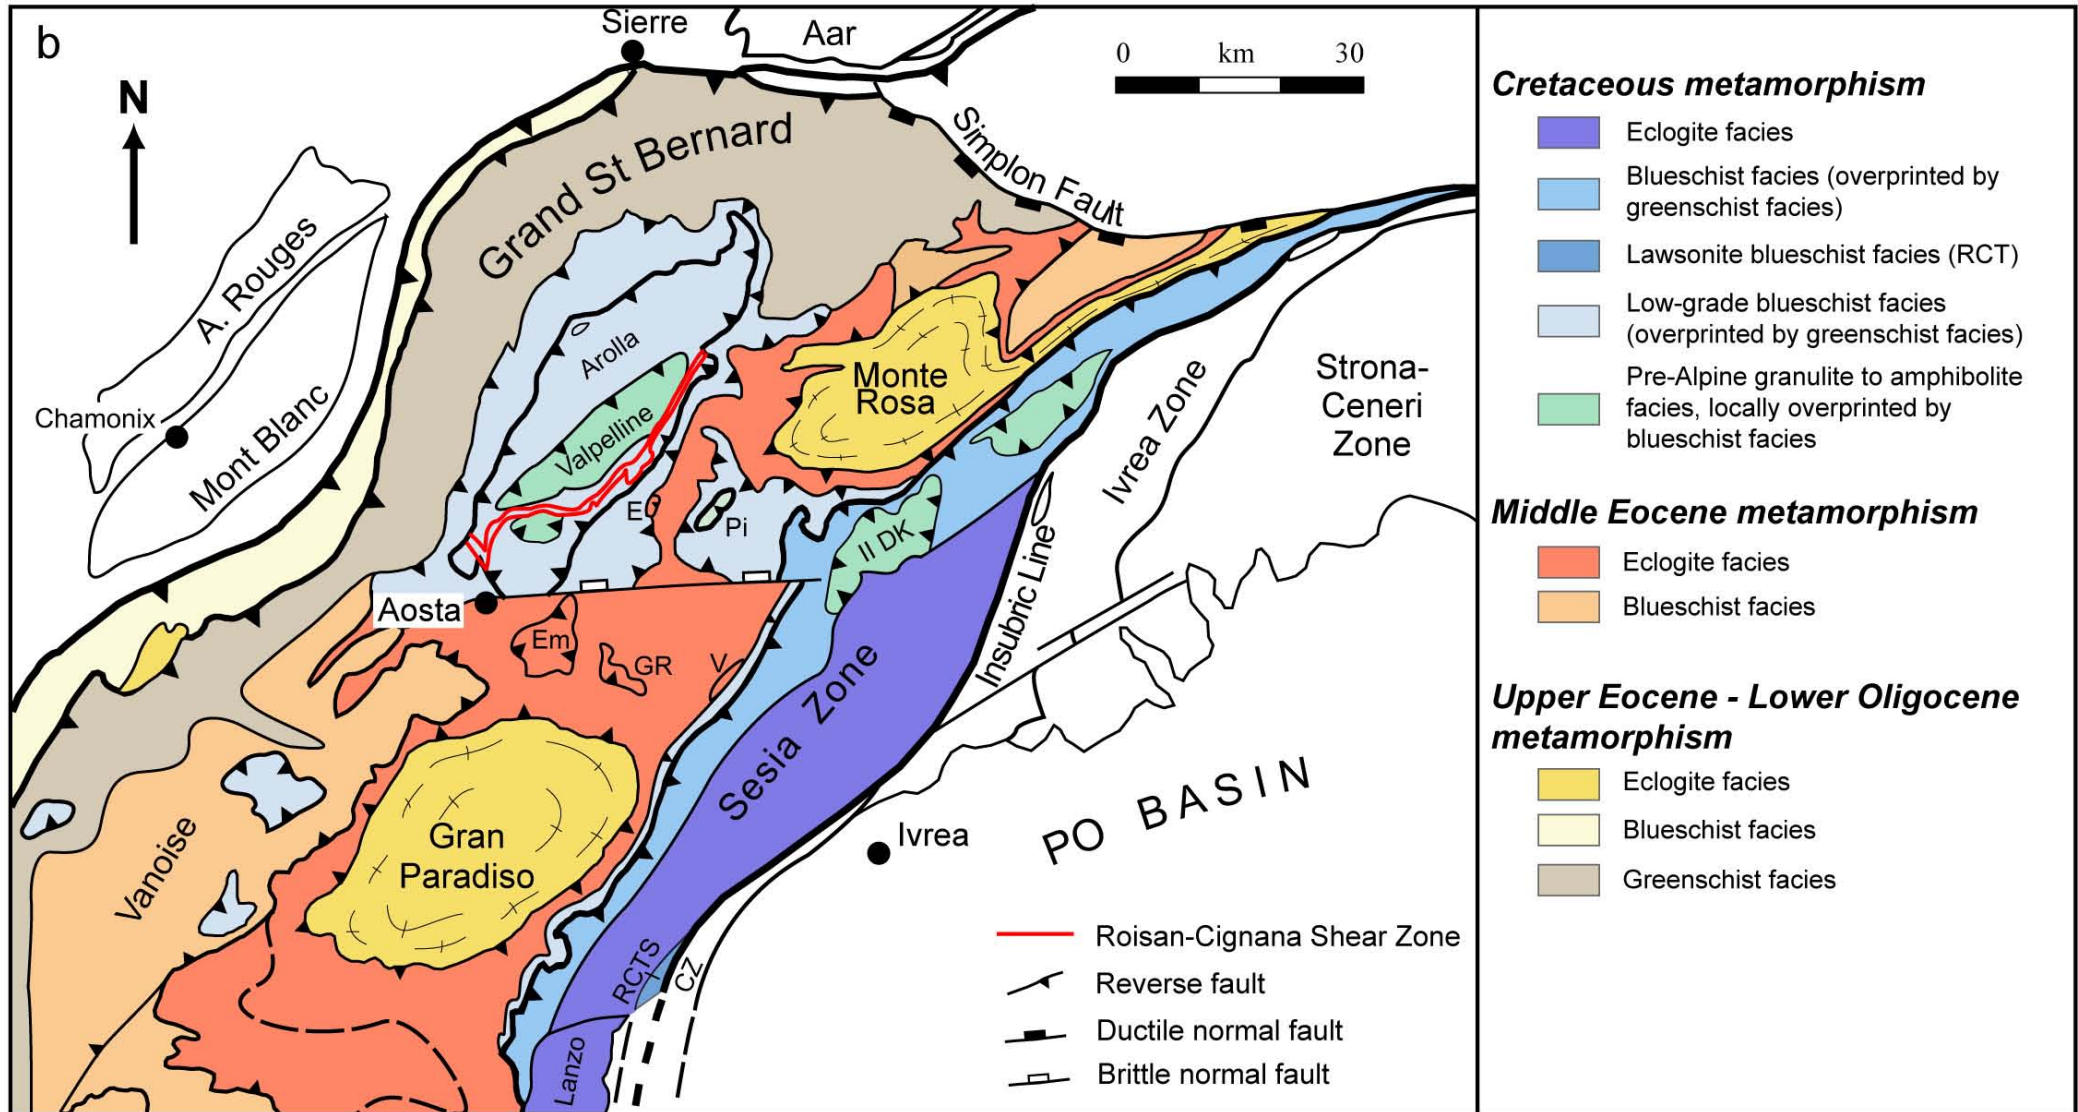 b
Sierre
Aar
0 km 30
N
Grand St Bernard
Simplon Fault
A. Rouges
Arolla
Chamonix
Mont Blanc
Valpelline
Monte
Rosa
Ivrea Zone
Strona-
Ceneri
Zone
E
Pi
II DK
Insubric Line
Aosta
Em
GR
V
Sesia Zone
Gran
Paradiso
Vanoise
Ivrea
PO BASIN
RCTS
CZ
Lanzo
Roisan-Cignana Shear Zone
Reverse fault
Ductile normal fault
Brittle normal fault
Cretaceous metamorphism
Eclogite facies
Blueschist facies (overprinted by
greenschist facies)
Lawsonite blueschist facies (RCT)
Low-grade blueschist facies
(overprinted by greenschist facies)
Pre-Alpine granulite to amphibolite
facies, locally overprinted by
blueschist facies
Middle Eocene metamorphism
Eclogite facies
Blueschist facies
Upper Eocene - Lower Oligocene
metamorphism
Eclogite facies
Blueschist facies
Greenschist facies